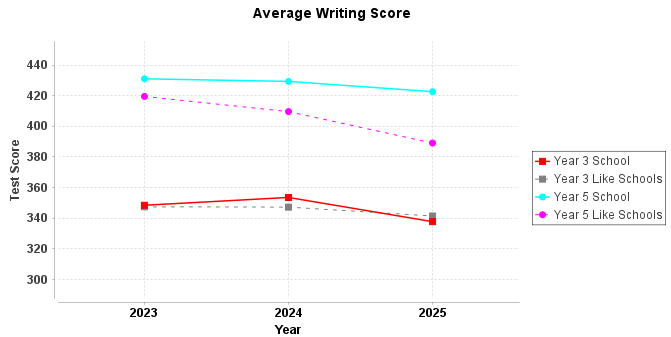 Average Writing Score
Test Score
440
420
400
380
360
340
320
300
2023
2024
2025
Year
Year 3 School
Year 3 Like Schools
Year 5 School
Year 5 Like Schools